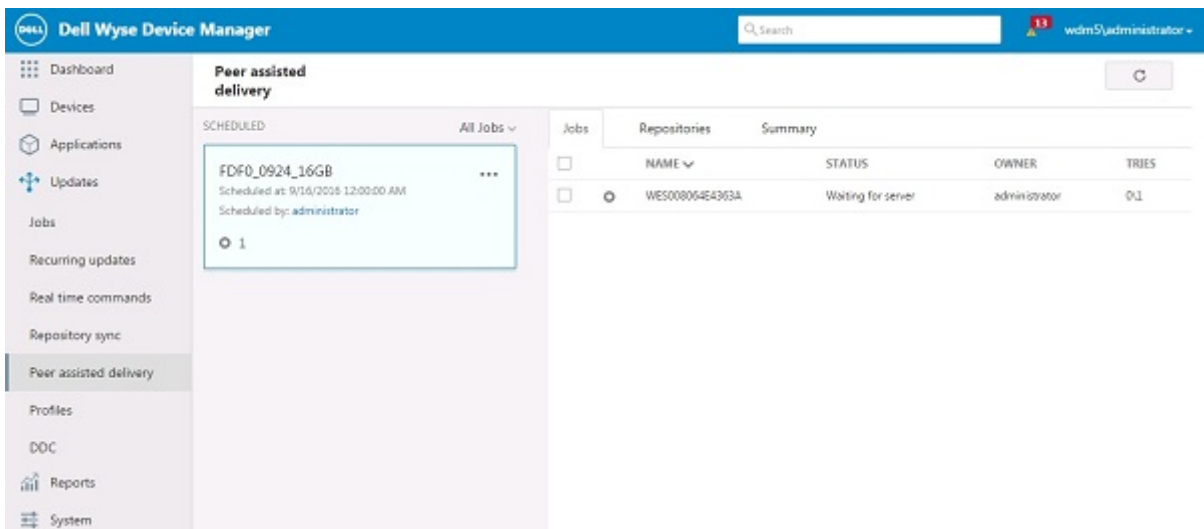 DELL Dell Wyse Device Manager
Search
13
wdm5\administrator
Dashboard
Devices
Applications
Updates
Jobs
Recurring updates
Real time commands
Repository sync
Peer assisted delivery
Profiles
DDC
Reports
System
Peer assisted
delivery
SCHEDULED
All Jobs
FDF0_0924_16GB
...
Scheduled at: 9/16/2016 12:00:00 AM
Scheduled by: administrator
1
Jobs Repositories Summary
NAME STATUS OWNER TRIES
WES008064E4363A Waiting for server administrator 0\1